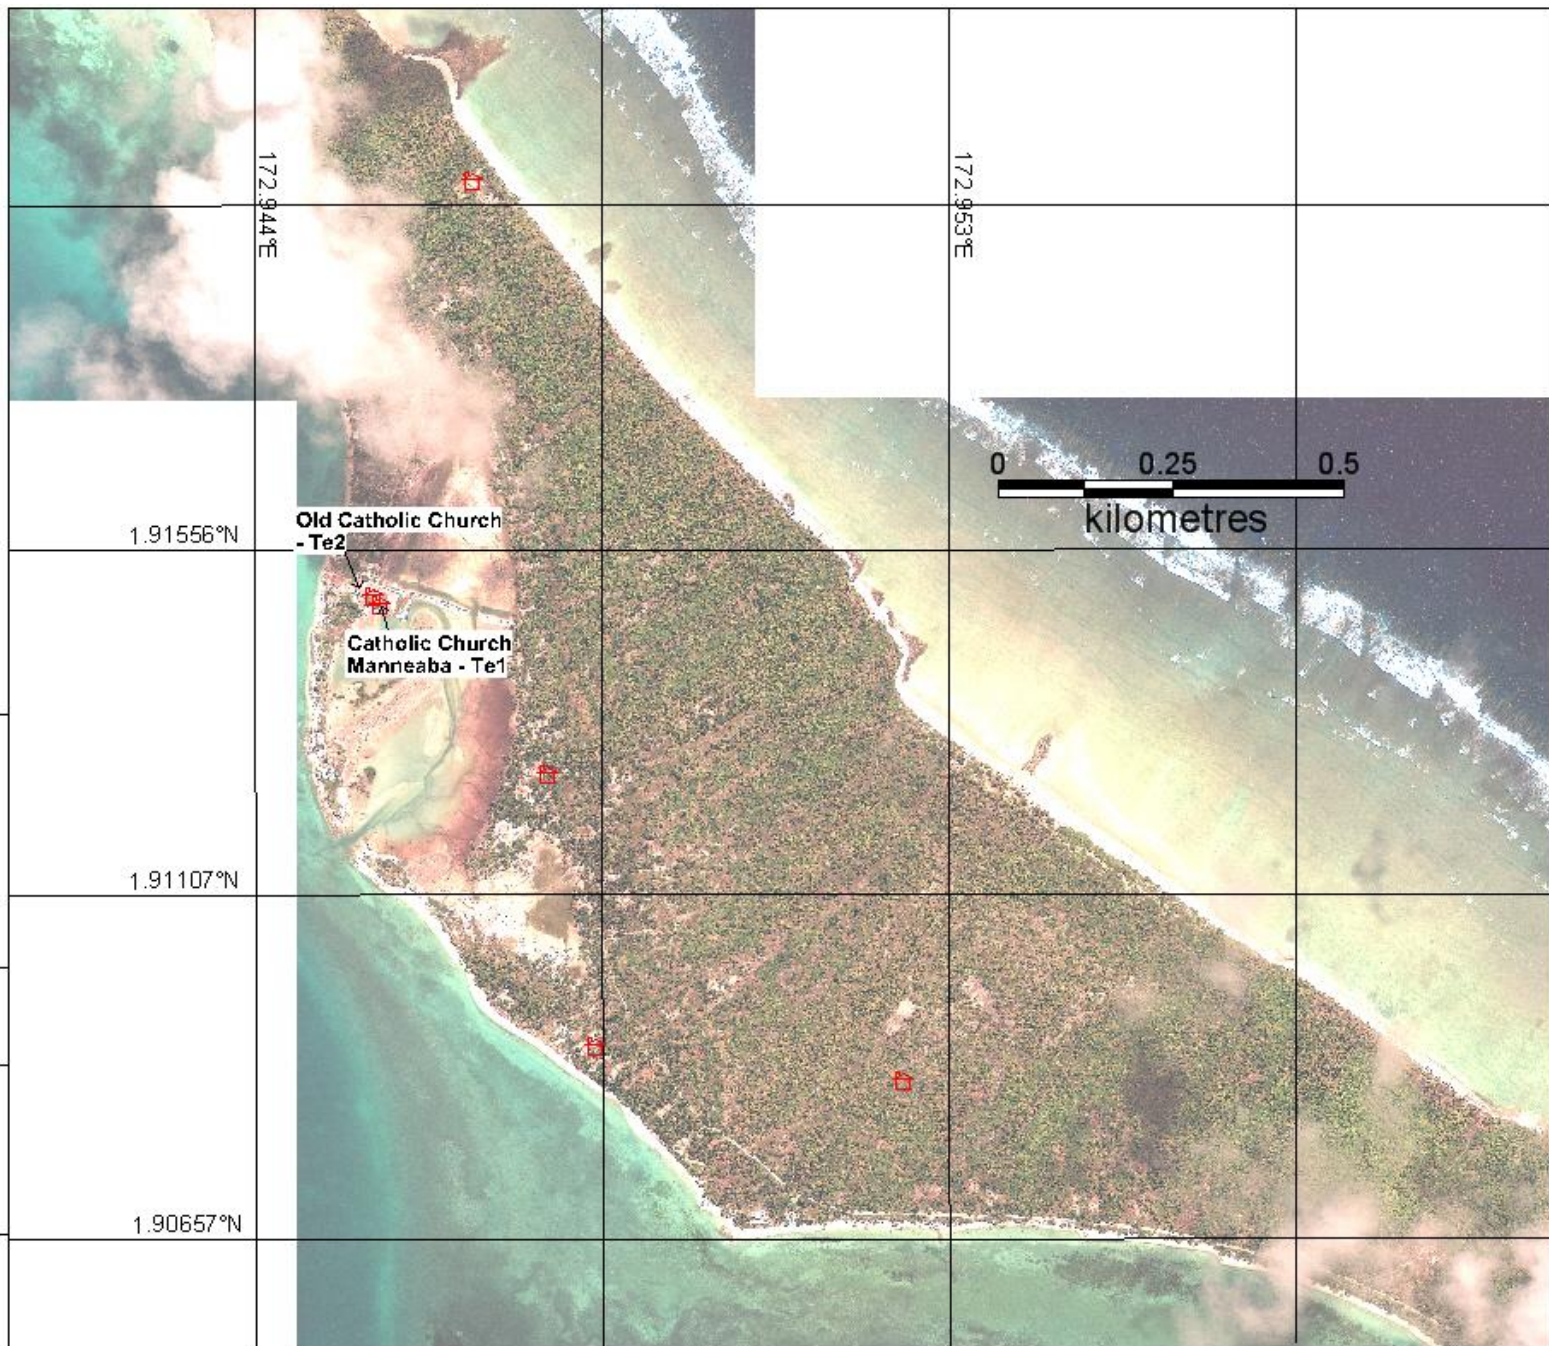 172.944°E
172.953°E
0 0.25 0.5
kilometres
Old Catholic Church
- Te2
1.91556°N
Catholic Church
Manneaba - Te1
1.91107°N
1.90657°N